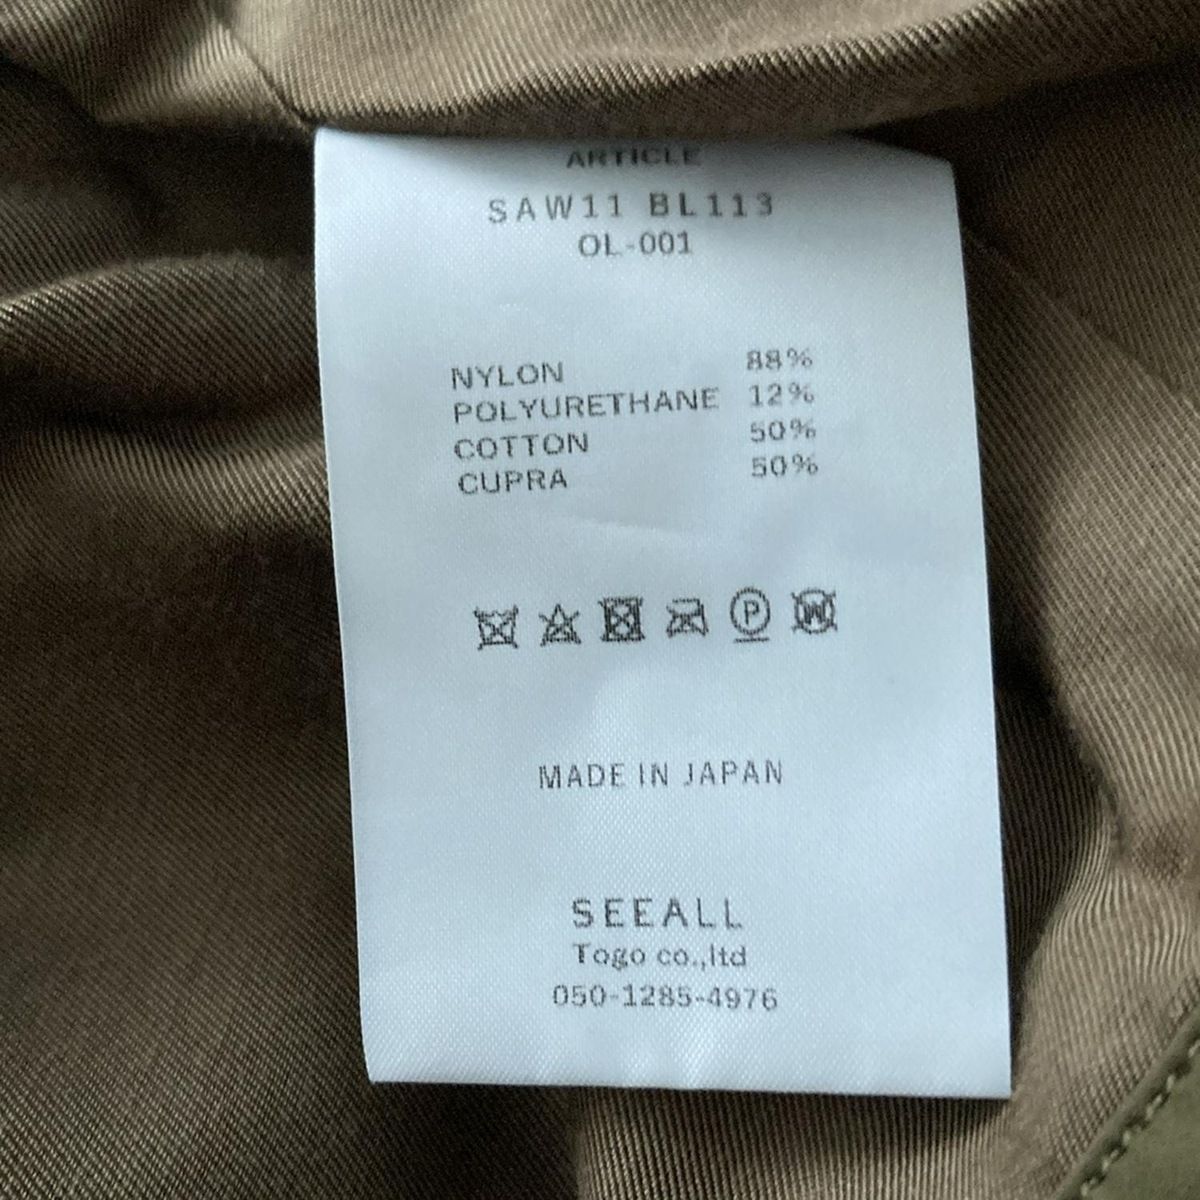 ARTICLE
SAW11 BL113
OL-001
NYLON 88%
POLYURETHANE 12%
COTTON 50%
CUPRA 50%
P W
MADE IN JAPAN
SEEALL
Togo co.,ltd
050-1285-4976